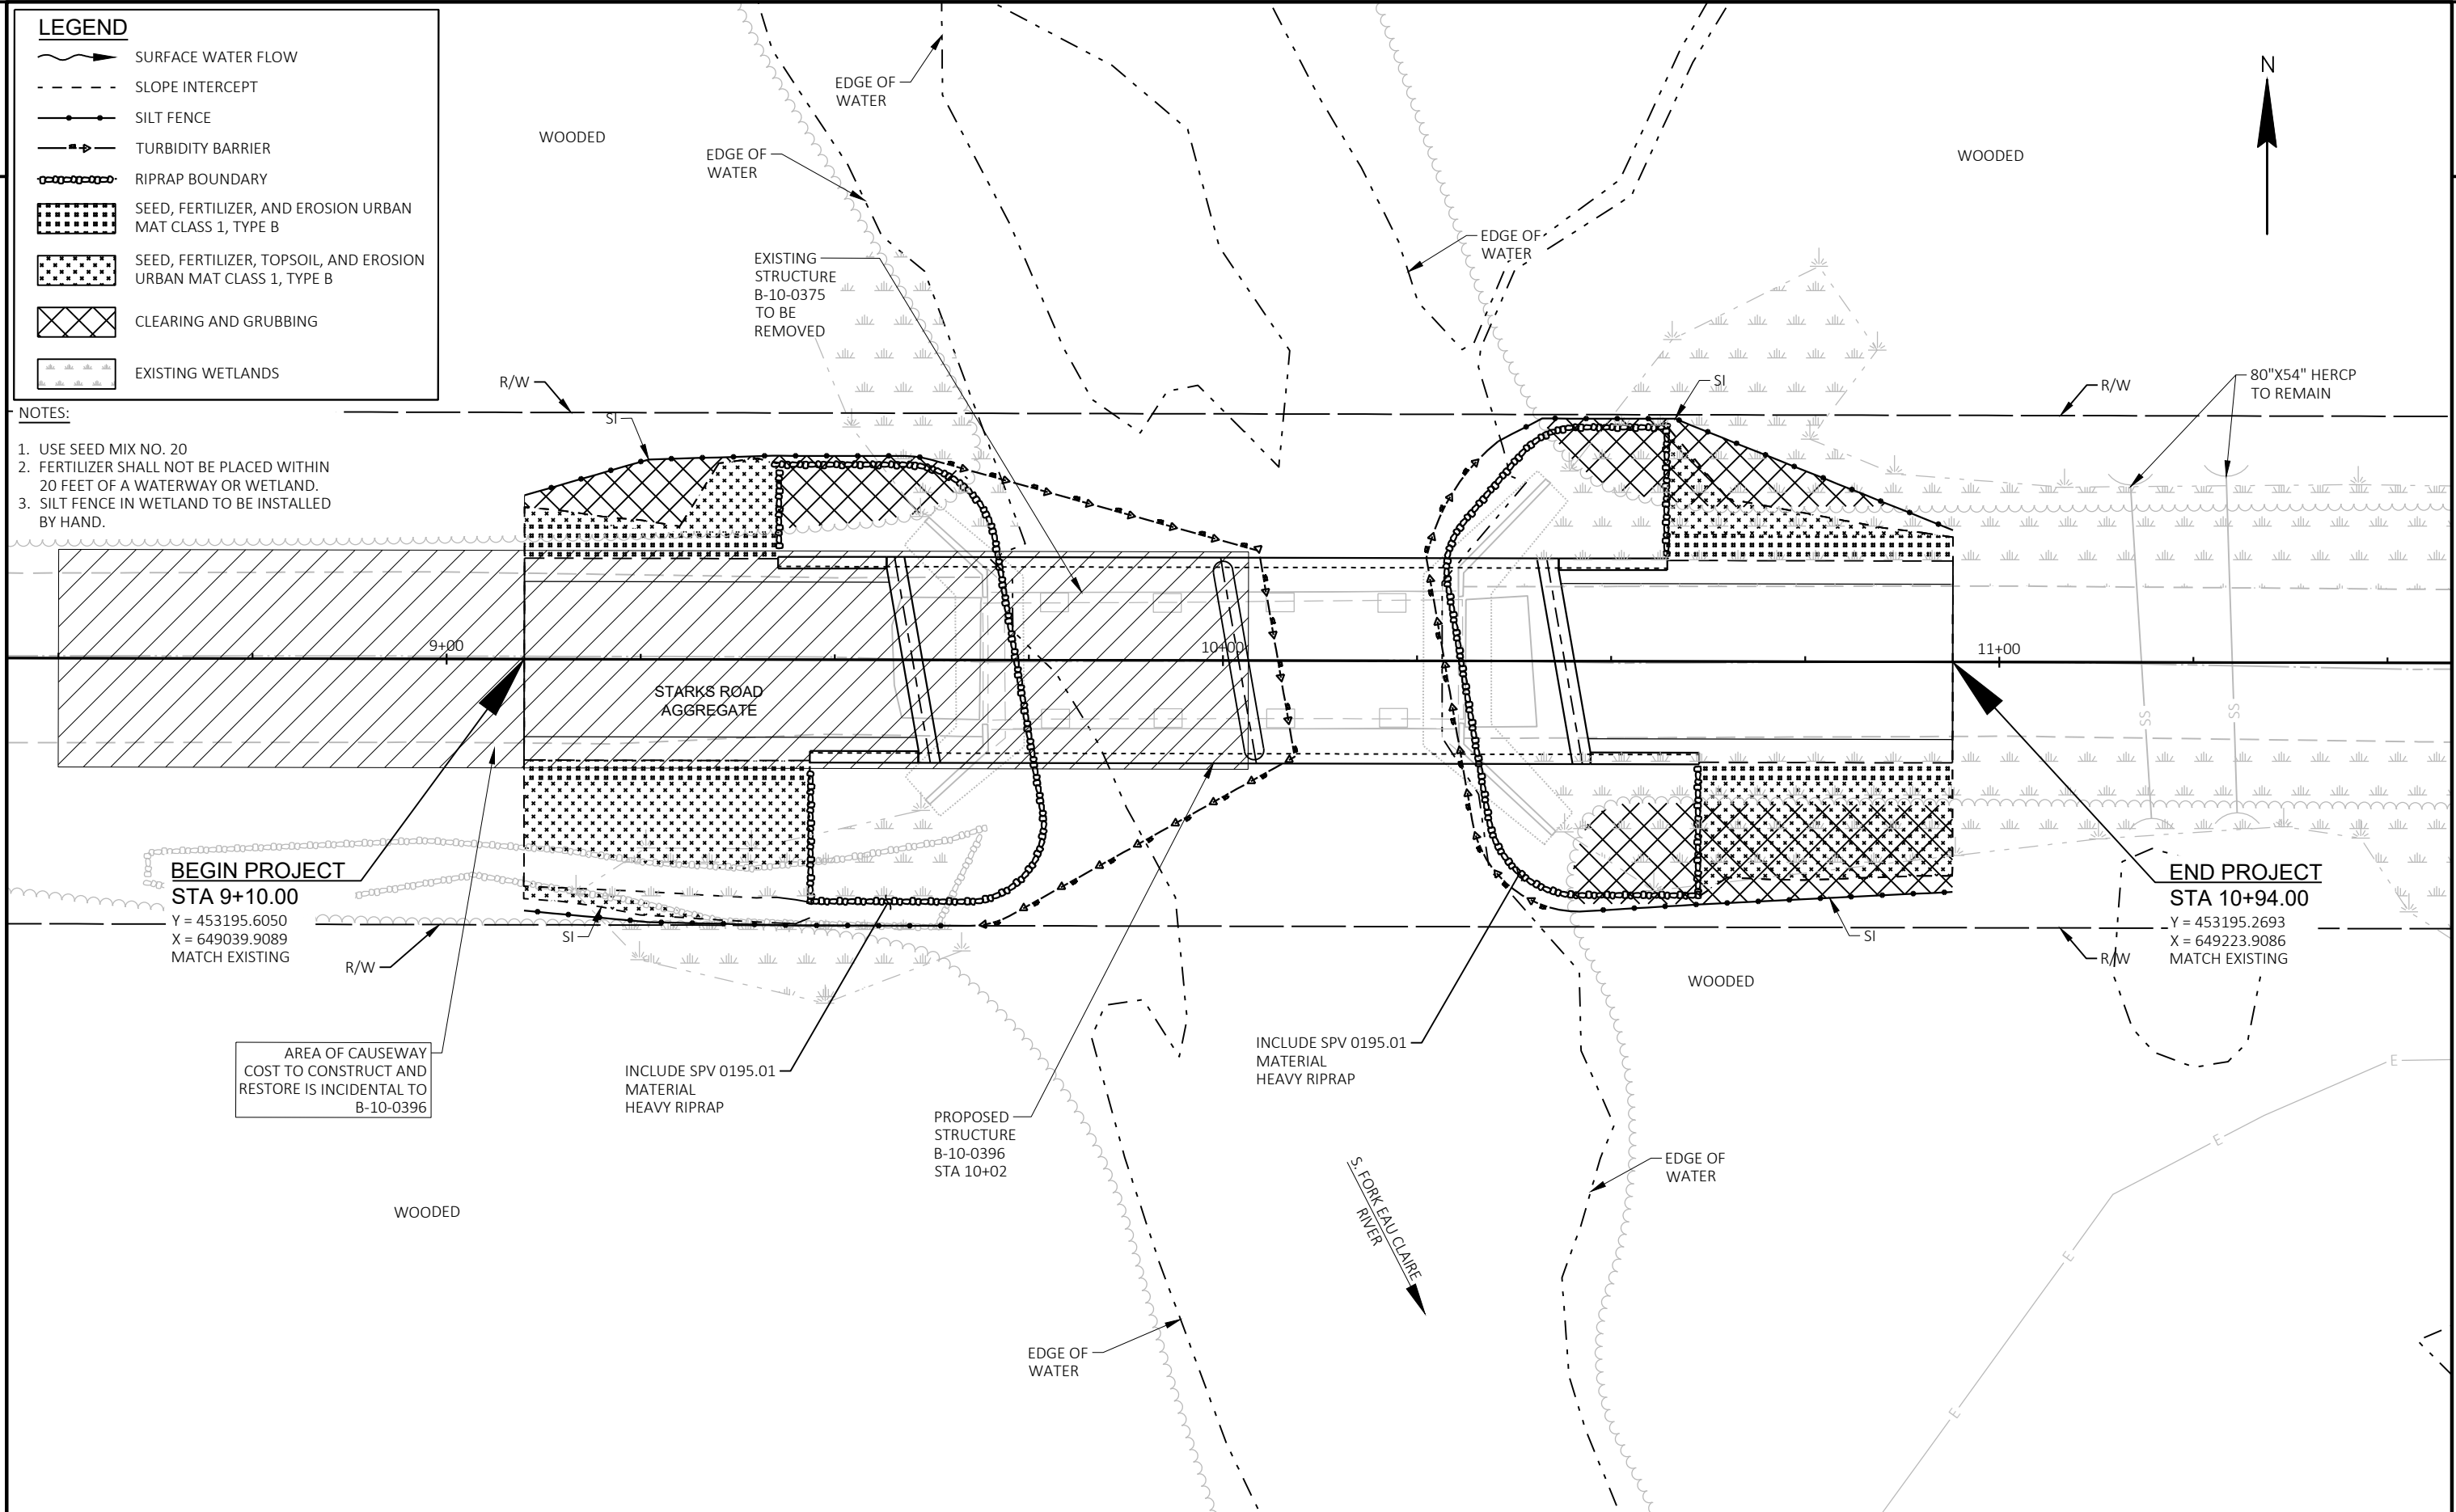 LEGEND
SURFACE WATER FLOW
SLOPE INTERCEPT
SILT FENCE
TURBIDITY BARRIER
RIPRAP BOUNDARY
SEED, FERTILIZER, AND EROSION URBAN
MAT CLASS 1, TYPE B
SEED, FERTILIZER, TOPSOIL, AND EROSION
URBAN MAT CLASS 1, TYPE B
CLEARING AND GRUBBING
EXISTING WETLANDS
NOTES:
1. USE SEED MIX NO. 20
2. FERTILIZER SHALL NOT BE PLACED WITHIN
20 FEET OF A WATERWAY OR WETLAND.
3. SILT FENCE IN WETLAND TO BE INSTALLED
BY HAND.
WOODED
EDGE OF
WATER
EDGE OF
WATER
EXISTING
STRUCTURE
B-10-0375
TO BE
REMOVED
EDGE OF
WATER
WOODED
N
R/W
SI
SI
R/W
80"X54" HERCP
TO REMAIN
9+00
10+00
11+00
STARKS ROAD
AGGREGATE
SS
SS
BEGIN PROJECT
STA 9+10.00
Y = 453195.6050
X = 649039.9089
MATCH EXISTING
R/W
SI
END PROJECT
STA 10+94.00
Y = 453195.2693
X = 649223.9086
MATCH EXISTING
SI
R/W
WOODED
AREA OF CAUSEWAY
COST TO CONSTRUCT AND
RESTORE IS INCIDENTAL TO
B-10-0396
INCLUDE SPV 0195.01
MATERIAL
HEAVY RIPRAP
PROPOSED
STRUCTURE
B-10-0396
STA 10+02
INCLUDE SPV 0195.01
MATERIAL
HEAVY RIPRAP
S. FORK EAU CLAIRE
RIVER
EDGE OF
WATER
WOODED
EDGE OF
WATER
E
E
E
E